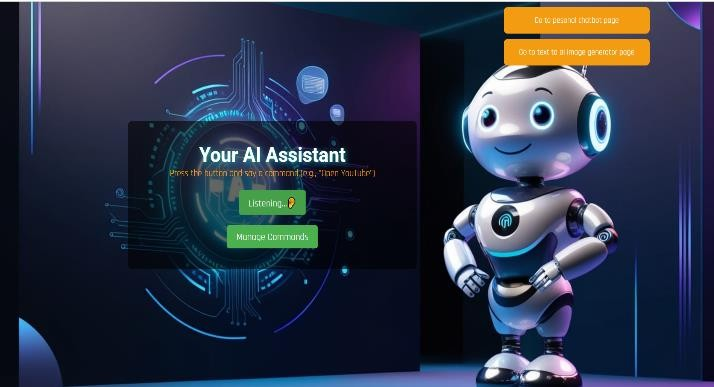 Go to pesonal chatbot page
Go to text to ai image generator page
Your AI Assistant
Press the button and say a command (e.g., "Open YouTube")
Listening...👂
Manage Commands